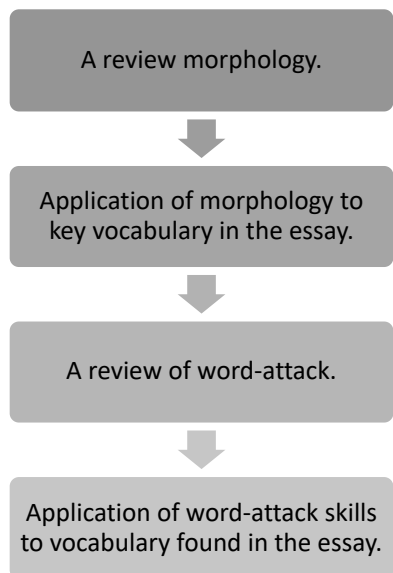 A review morphology.
Application of morphology to
key vocabulary in the essay.
A review of word-attack.
Application of word-attack skills
to vocabulary found in the essay.